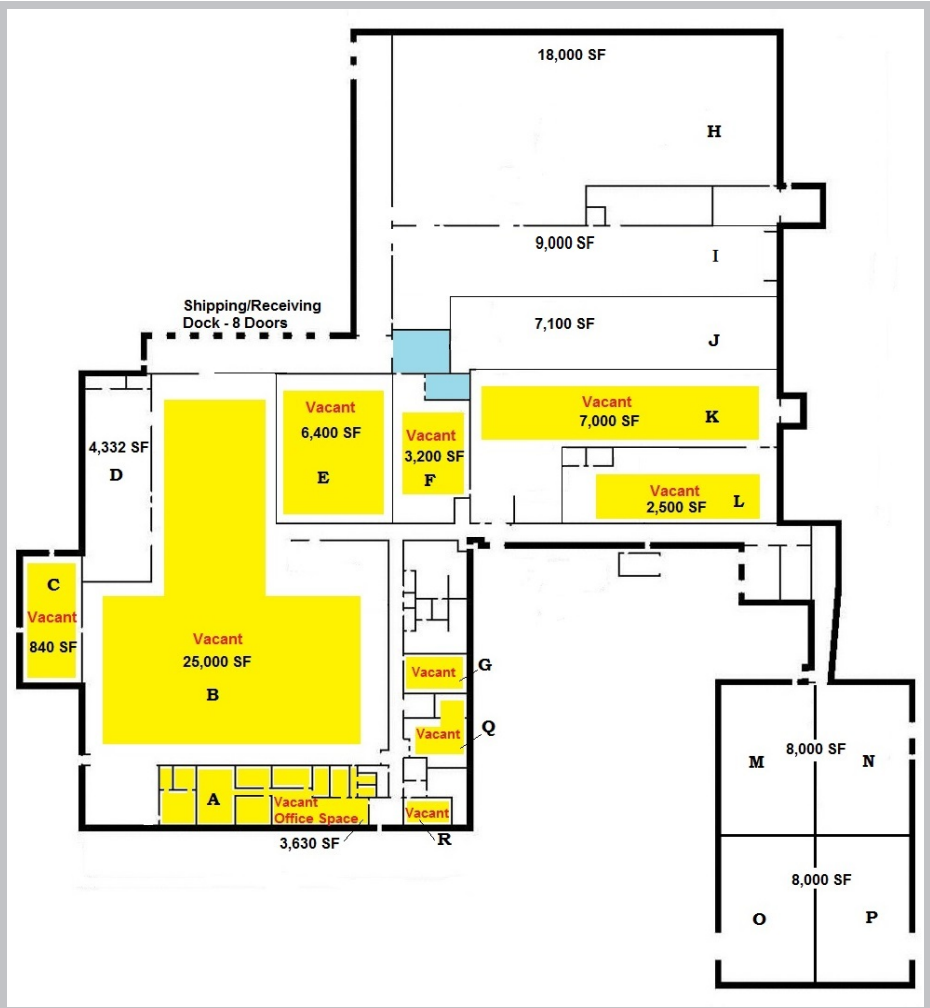 18,000 SF
H
9,000 SF
I
Shipping/Receiving
Dock - 8 Doors
7,100 SF
J
Vacant
7,000 SF
K
Vacant
6,400 SF
E
Vacant
3,200 SF
F
4,332 SF
D
Vacant
2,500 SF
L
C
Vacant
840 SF
Vacant
25,000 SF
B
Vacant
G
Vacant
Q
A
Vacant
Office Space
3,630 SF
Vacant
R
8,000 SF
M
N
8,000 SF
O
P